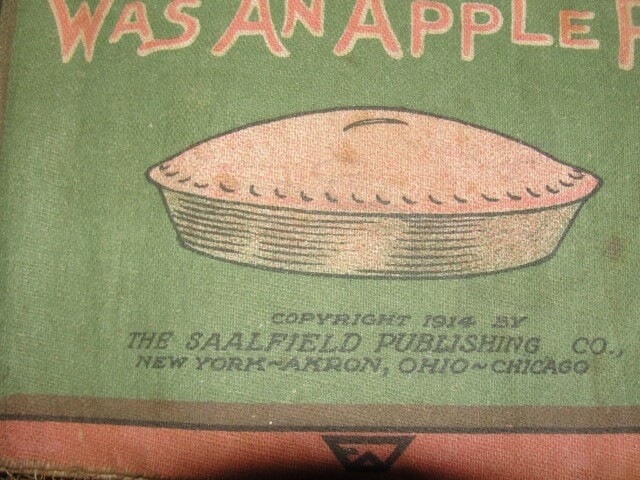 WAS AN APPLE
COPYRIGHT 1914 BY
THE SAALFIELD PUBLISHING CO.,
NEW YORK~AKRON, OHIO~CHICAGO